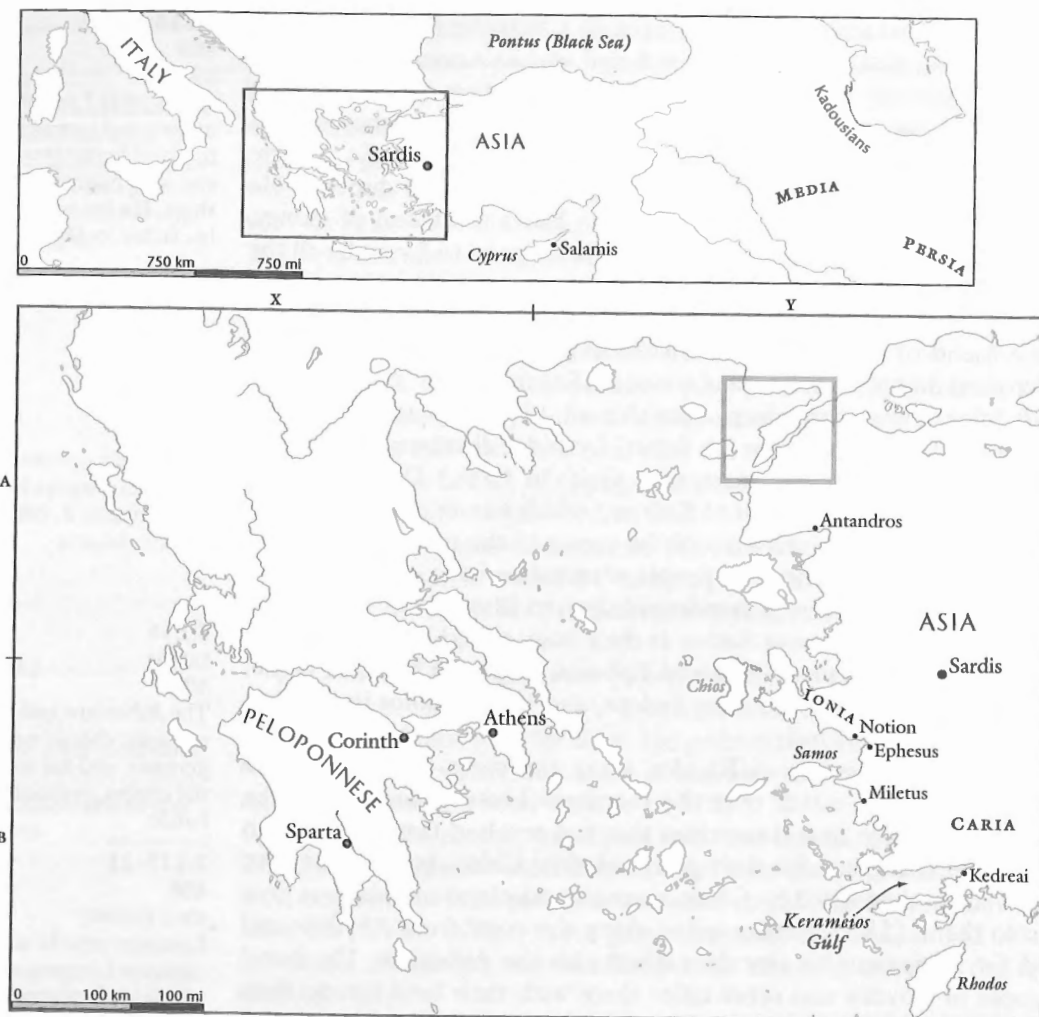 ITALY
Pontus (Black Sea)
Kadousians
Sardis
ASIA
MEDIA
PERSIA
Cyprus
Salamis
0 750 km 750 mi
X Y
A
Antandros
ASIA
Sardis
Chios
IONIA
Notion
Ephesus
Samos
Miletus
PELOPONNESE
Corinth
Athens
Sparta
B
CARIA
Kedreai
Kerameios
Gulf
Rhodos
0 100 km 100 mi